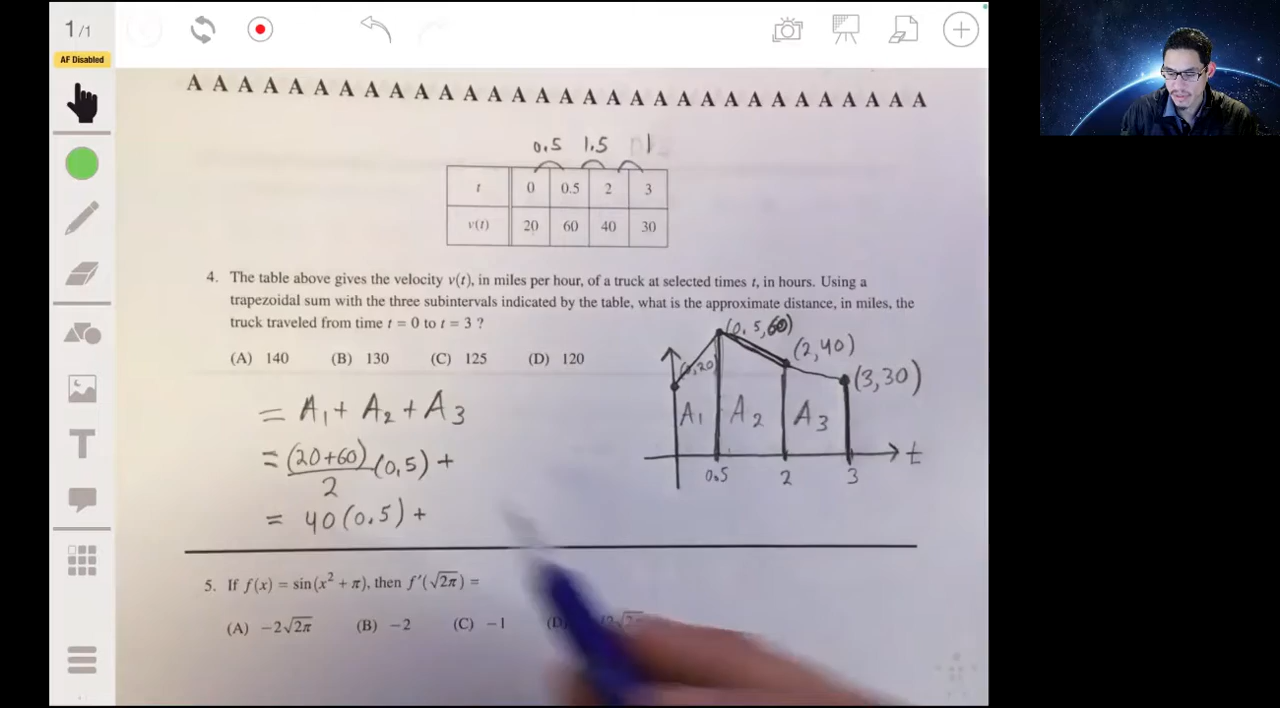 1/1
AF Disabled
A A A A A A A A A A A A A A A A A A A A A A A A A A A A A A
0.5 1.5 1
t 0 0.5 2 3
v(t) 20 60 40 30
4. The table above gives the velocity v(t), in miles per hour, of a truck at selected times t, in hours. Using a
trapezoidal sum with the three subintervals indicated by the table, what is the approximate distance, in miles, the
truck traveled from time t = 0 to t = 3 ?
(A) 140 (B) 130 (C) 125 (D) 120
= A₁ + A₂ + A₃
= (20+60)/2 (0.5) +
= 40(0.5) +
(0,20)
(0.5,60)
(2,40)
(3,30)
A₁ A₂ A₃
0.5 2 3 t
5. If f(x) = sin(x² + π), then f′(√2π) =
(A) −2√2π (B) −2 (C) −1
T